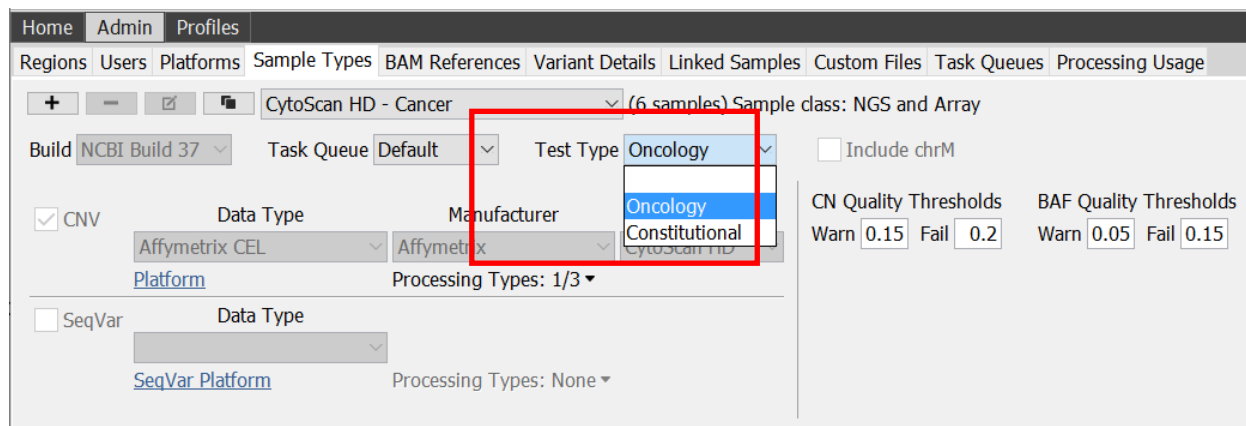 Home Admin Profiles
Regions Users Platforms Sample Types BAM References Variant Details Linked Samples Custom Files Task Queues Processing Usage
CytoScan HD - Cancer (6 samples) Sample class: NGS and Array
Build NCBI Build 37 Task Queue Default Test Type Oncology Include chrM
Oncology
Constitutional
CN Quality Thresholds BAF Quality Thresholds
Warn 0.15 Fail 0.2 Warn 0.05 Fail 0.15
CNV Data Type Manufacturer
Affymetrix CEL Affymetrix CytoScan HD
Platform Processing Types: 1/3
SeqVar Data Type
SeqVar Platform Processing Types: None